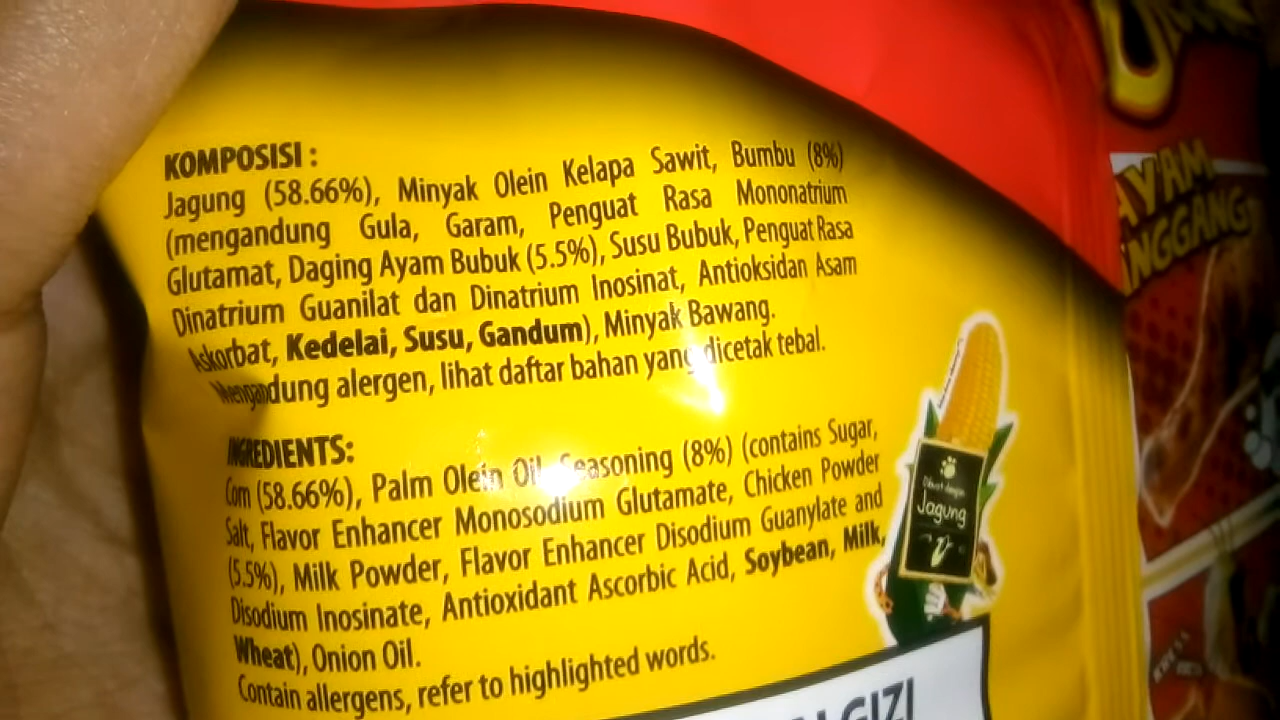 KOMPOSISI :
Jagung (58.66%), Minyak Olein Kelapa Sawit, Bumbu (8%)
(mengandung Gula, Garam, Penguat Rasa Mononatrium
Glutamat, Daging Ayam Bubuk (5.5%), Susu Bubuk, Penguat Rasa
Dinatrium Guanilat dan Dinatrium Inosinat, Antioksidan Asam
Askorbat, Kedelai, Susu, Gandum), Minyak Bawang.
Mengandung alergen, lihat daftar bahan yang dicetak tebal.
INGREDIENTS:
Corn (58.66%), Palm Olein Oil, Seasoning (8%) (contains Sugar,
Salt, Flavor Enhancer Monosodium Glutamate, Chicken Powder
(5.5%), Milk Powder, Flavor Enhancer Disodium Guanylate and
Disodium Inosinate, Antioxidant Ascorbic Acid, Soybean, Milk,
Wheat), Onion Oil.
Contain allergens, refer to highlighted words.
Dibuat dengan
Jagung
GIZI
AYAM